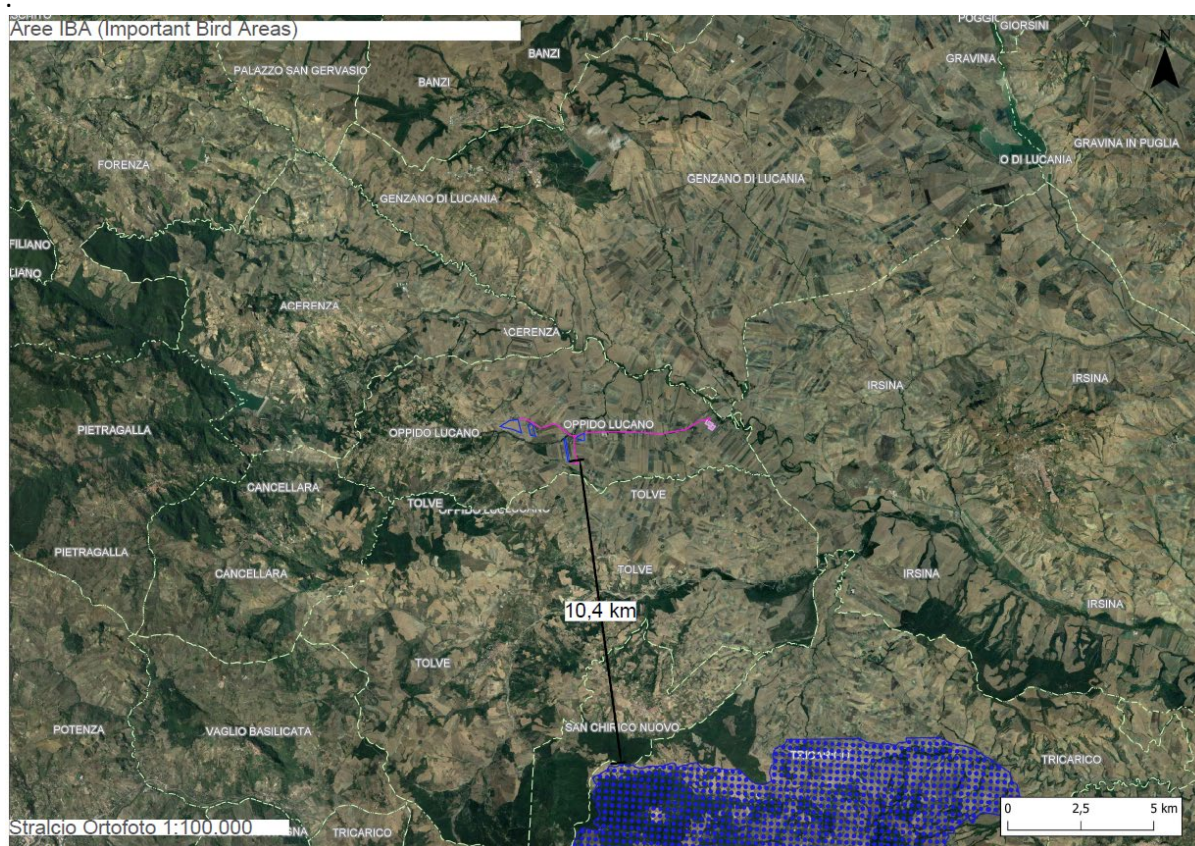 Aree IBA (Important Bird Areas)
POGGIO
GIORSINI
BANZI
N
GRAVINA
PALAZZO SAN GERVASIO
BANZI
GRAVINA IN PUGLIA
O DI LUCANIA
FORENZA
GENZANO DI LUCANIA
GENZANO DI LUCANIA
FILIANO
LIANO
ACERENZA
ACERENZA
IRSINA
IRSINA
PIETRAGALLA
OPPIDO LUCANO
OPPIDO LUCANO
CANCELLARA
TOLVE
TOLVE
PIETRAGALLA
CANCELLARA
TOLVE
IRSINA
IRSINA
10,4 km
TOLVE
POTENZA
VAGLIO BASILICATA
SAN CHIRICO NUOVO
TRICARICO
0 2,5 5 km
Stralcio Ortofoto 1:100.000
GNA
TRICARICO